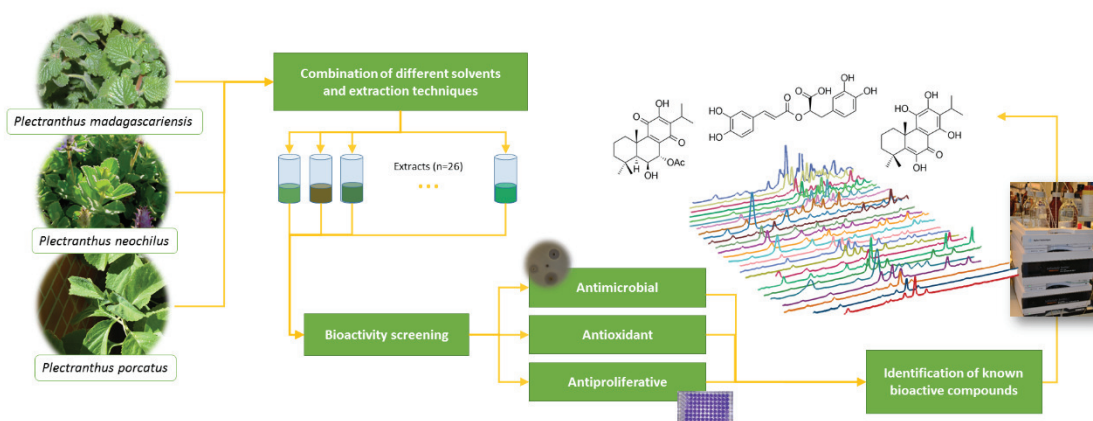 Plectranthus madagascariensis
Plectranthus neochilus
Plectranthus porcatus
Combination of different solvents
and extraction techniques
Extracts (n=26)
Bioactivity screening
Antimicrobial
Antioxidant
Antiproliferative
Identification of known
bioactive compounds
OH
O
O
H
OAc
OH
HO
HO
O
O
O
OH
OH
OH
OH
HO
OH
O
OH